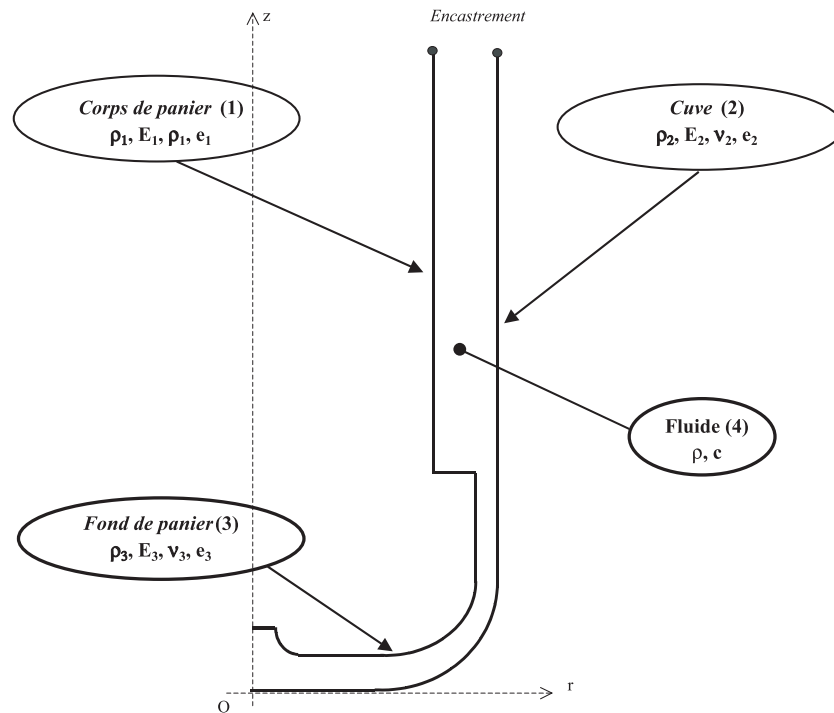 Encastrement
z
Corps de panier (1)
ρ₁, E₁, ρ₁, e₁
Cuve (2)
ρ₂, E₂, ν₂, e₂
Fluide (4)
ρ, c
Fond de panier (3)
ρ₃, E₃, ν₃, e₃
r
O